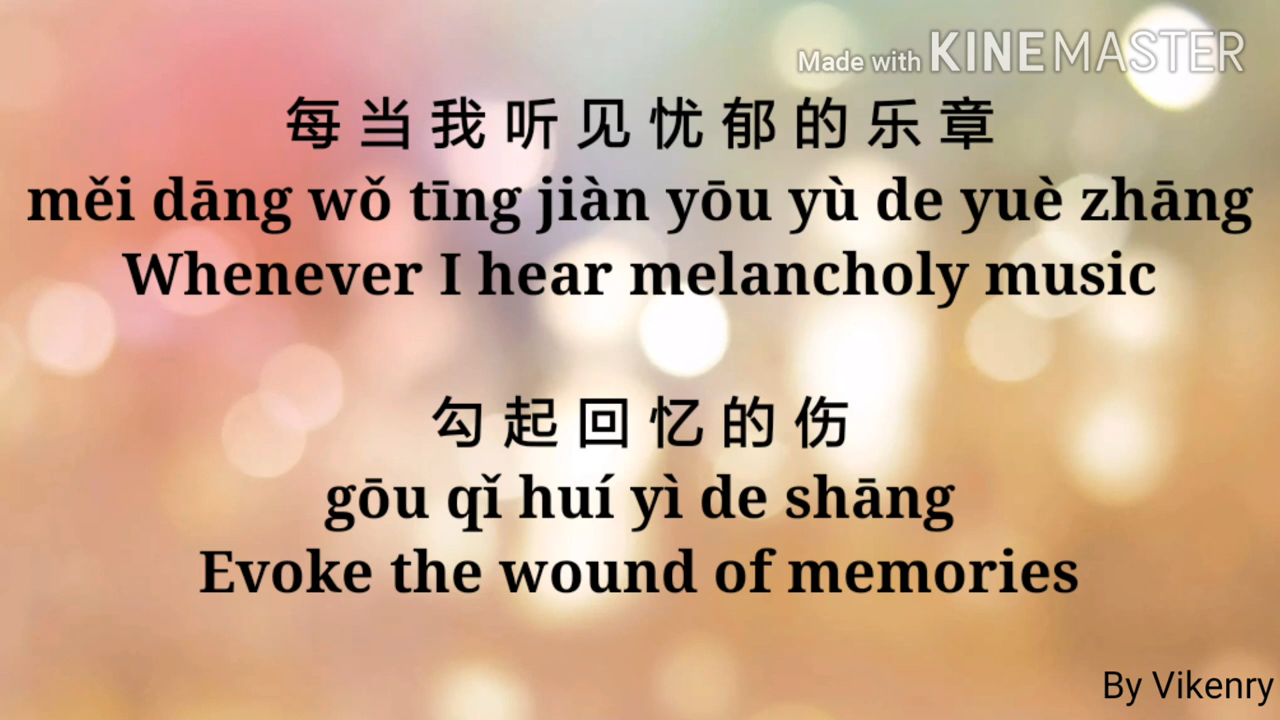 Made with KINEMASTER
每当我听见忧郁的乐章
měi dāng wǒ tīng jiàn yōu yù de yuè zhāng
Whenever I hear melancholy music
勾起回忆的伤
gōu qǐ huí yì de shāng
Evoke the wound of memories
By Vikenry